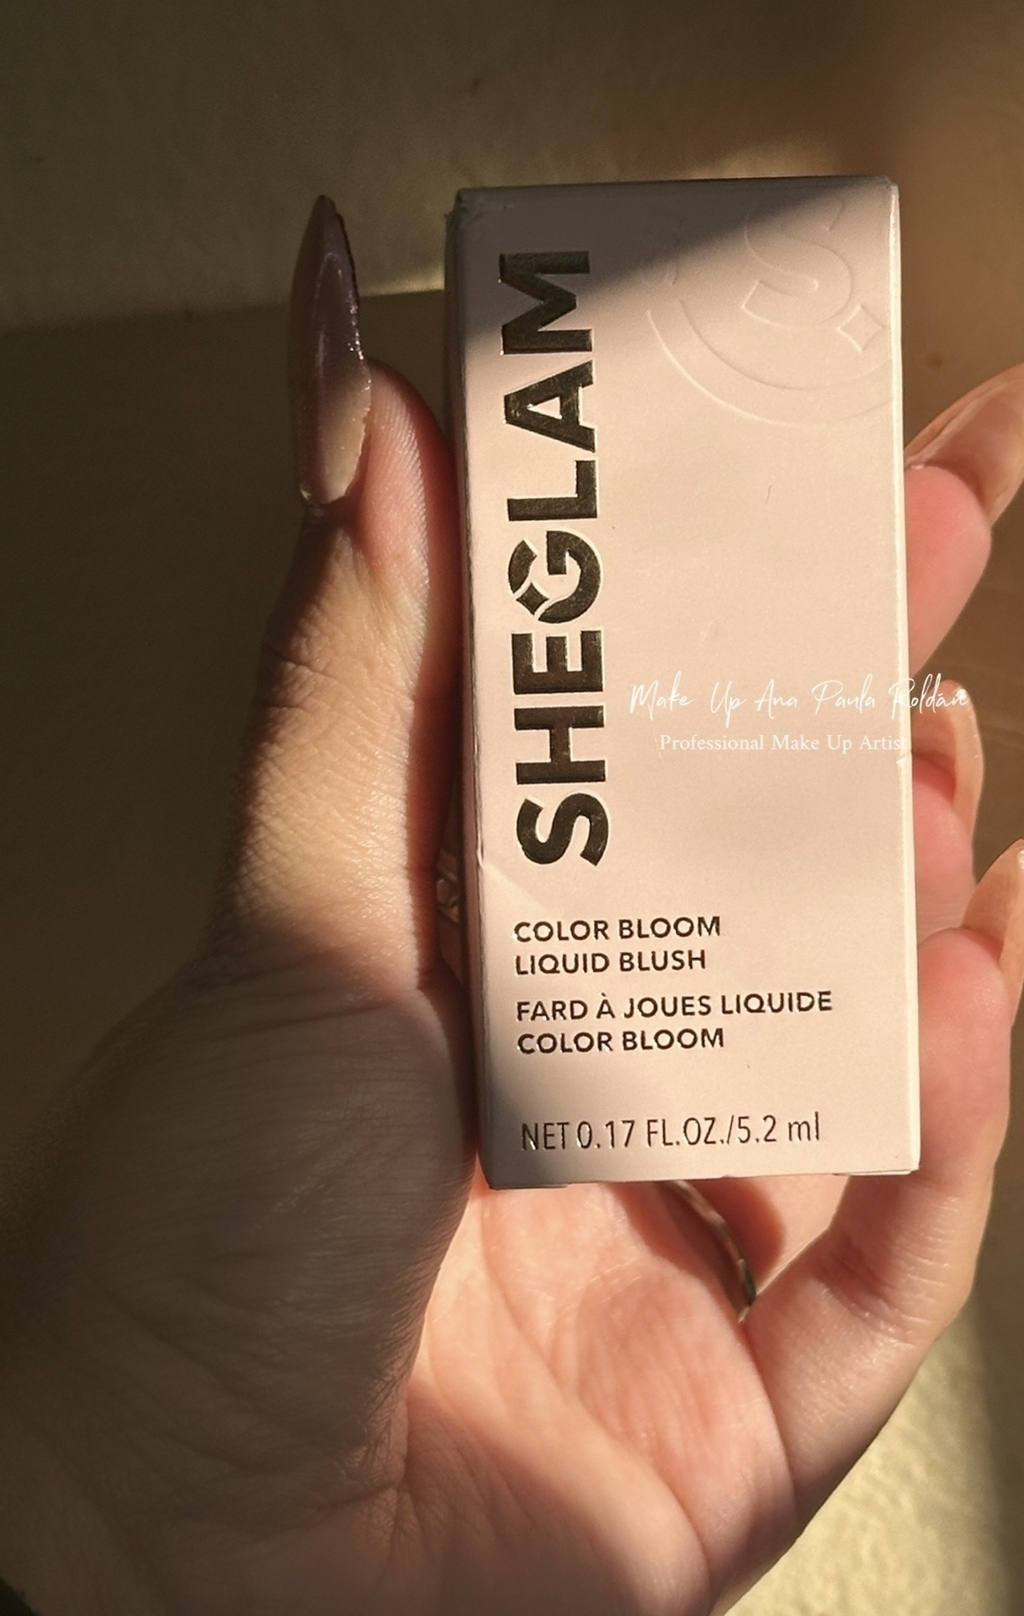 SHEGLAM
Make Up Ana Paula Roldán
Professional Make Up Artist
COLOR BLOOM
LIQUID BLUSH
FARD À JOUES LIQUIDE
COLOR BLOOM
NET 0.17 FL.OZ./5.2 ml